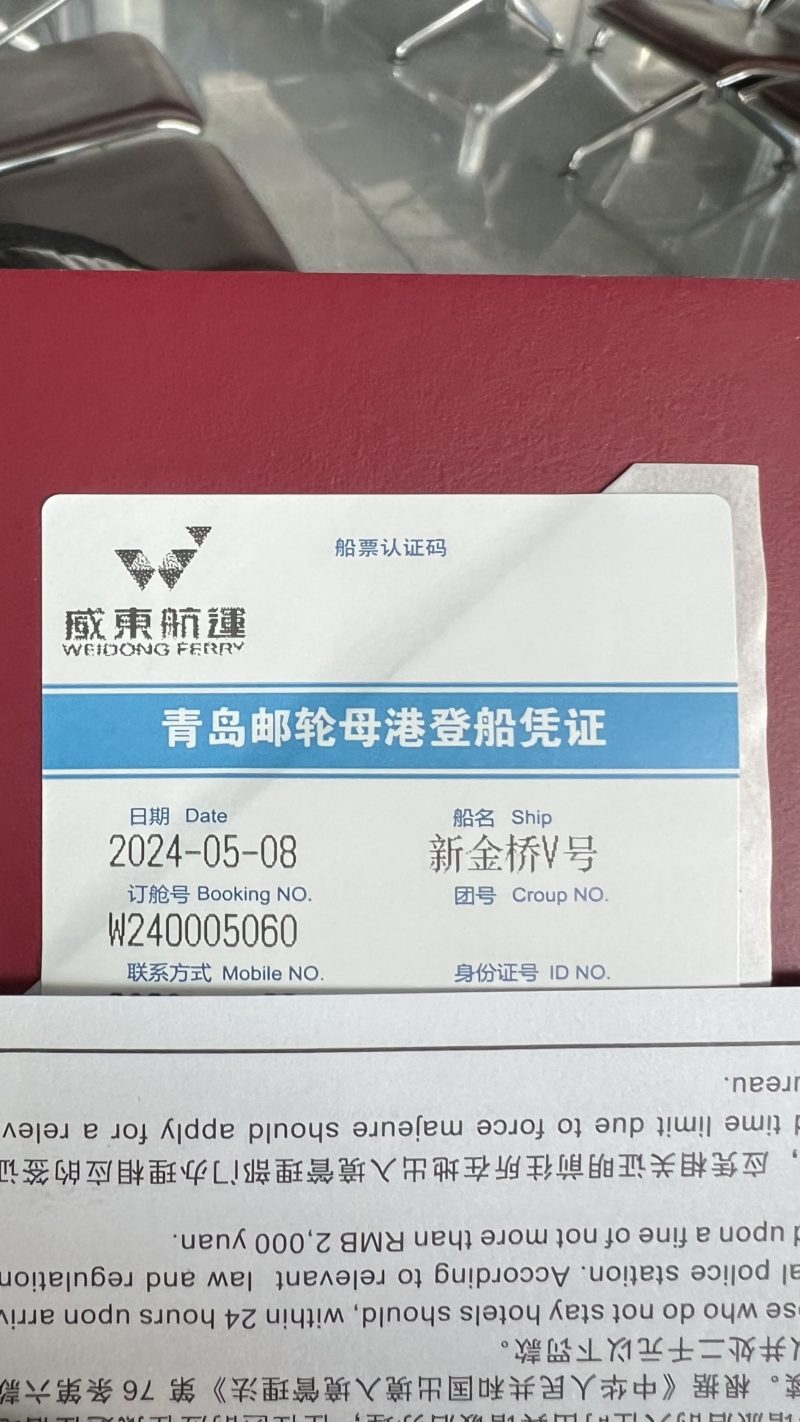 船票认证码
威東航運
WEIDONG FERRY
青岛邮轮母港登船凭证
日期 Date
船名 Ship
2024-05-08
新金桥V号
订舱号 Booking NO.
团号 Croup NO.
W240005060
联系方式 Mobile NO.
身份证号 ID NO.
款。根据《中华人民共和国出境入境管理法》第 76 条第六款
并处二千元以下罚款。
who do not stay hotels should, within 24 hours upon
police station. According to relevant law and
upon a fine of not more than RMB 2,000 yuan.
，应凭相关证明前往所在地出入境管理部门办理相应的签证
time limit due to force majeure should apply for a